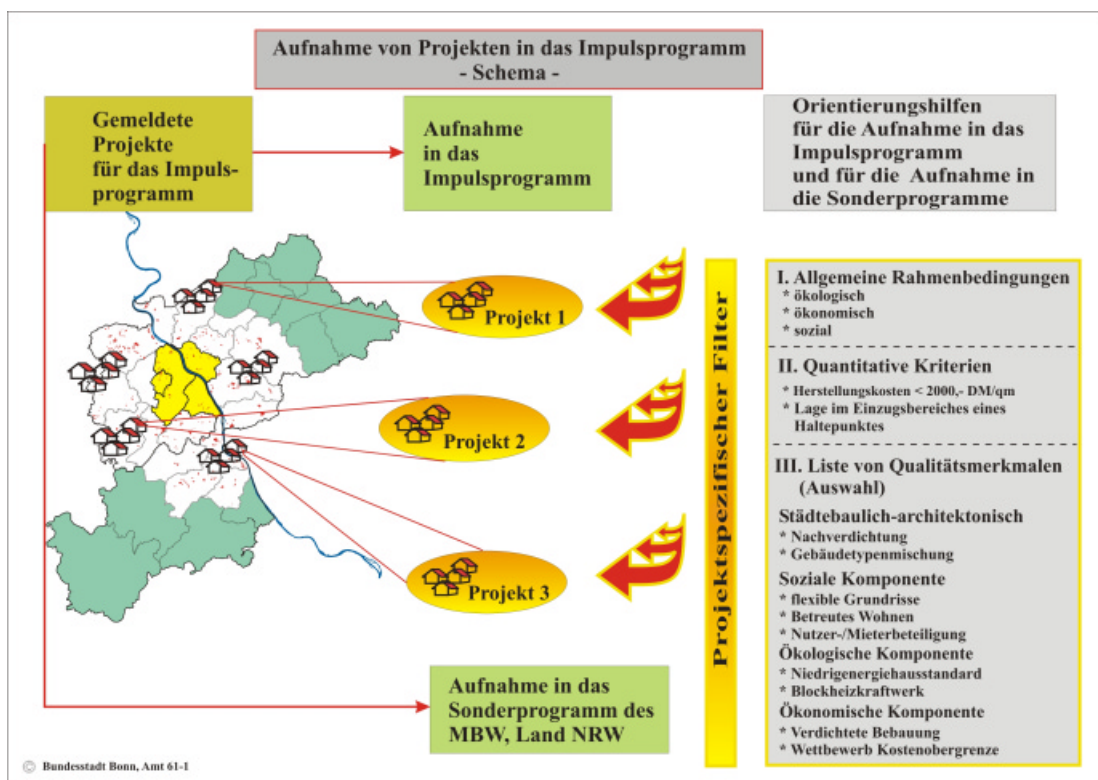 Aufnahme von Projekten in das Impulsprogramm
- Schema -
Gemeldete
Projekte
für das Impuls-
programm
Aufnahme
in das
Impulsprogramm
Orientierungshilfen
für die Aufnahme in das
Impulsprogramm
und für die Aufnahme in
die Sonderprogramme
Projekt 1
Projekt 2
Projekt 3
Projektspezifischer Filter
I. Allgemeine Rahmenbedingungen
* ökologisch
* ökonomisch
* sozial
II. Quantitative Kriterien
* Herstellungskosten < 2000,- DM/qm
* Lage im Einzugsbereiches eines
Haltepunktes
III. Liste von Qualitätsmerkmalen
(Auswahl)
Städtebaulich-architektonisch
* Nachverdichtung
* Gebäudetypenmischung
Soziale Komponente
* flexible Grundrisse
* Betreutes Wohnen
* Nutzer-/Mieterbeteiligung
Ökologische Komponente
* Niedrigenergiehausstandard
* Blockheizkraftwerk
Ökonomische Komponente
* Verdichtete Bebauung
* Wettbewerb Kostenobergrenze
Aufnahme in das
Sonderprogramm des
MBW, Land NRW
© Bundesstadt Bonn, Amt 61-1